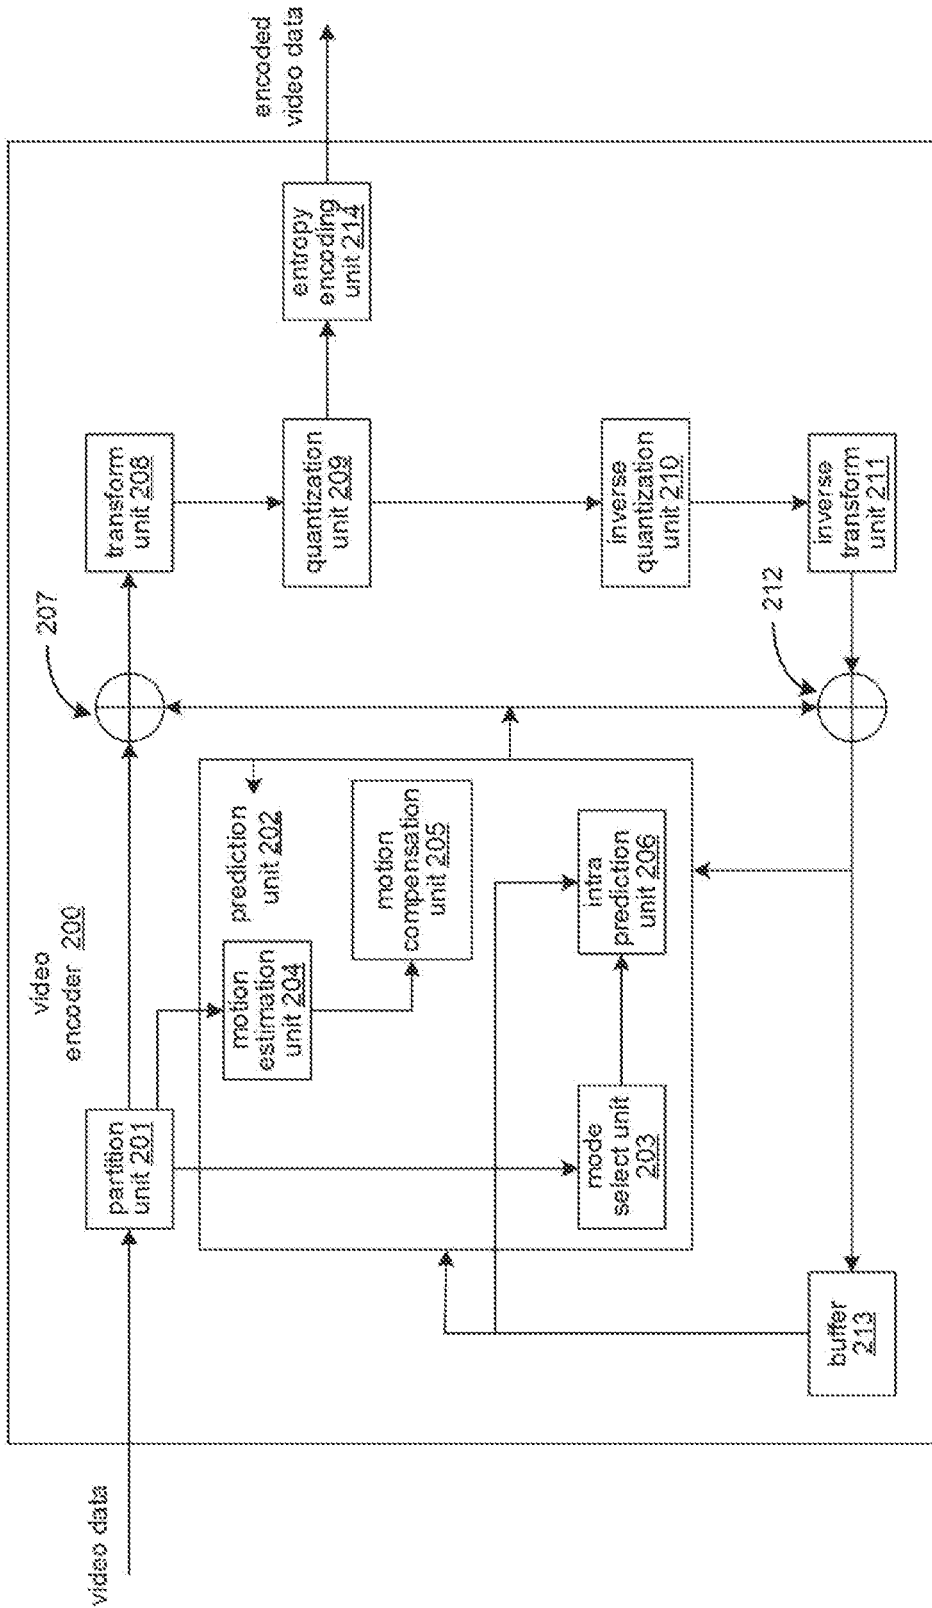 video data
video
encoder 200
partition
unit 201
prediction
unit 202
motion
estimation
unit 204
motion
compensation
unit 205
mode
select unit
203
intra
prediction
unit 206
buffer
213
207
212
transform
unit 208
quantization
unit 209
inverse
quantization
unit 210
inverse
transform
unit 211
entropy
encoding
unit 214
encoded
video data